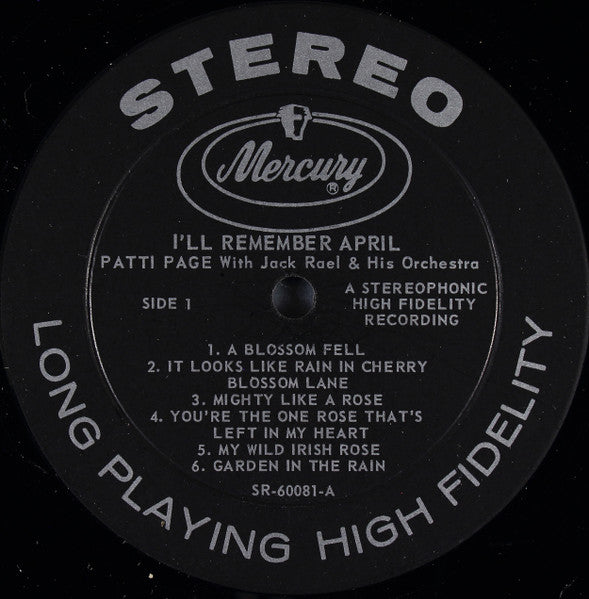 STEREO
Mercury
®
I'LL REMEMBER APRIL
PATTI PAGE With Jack Rael & His Orchestra
SIDE 1
A STEREOPHONIC
HIGH FIDELITY
RECORDING
1. A BLOSSOM FELL
2. IT LOOKS LIKE RAIN IN CHERRY
BLOSSOM LANE
3. MIGHTY LIKE A ROSE
4. YOU'RE THE ONE ROSE THAT'S
LEFT IN MY HEART
5. MY WILD IRISH ROSE
6. GARDEN IN THE RAIN
SR-60081-A
LONG PLAYING HIGH FIDELITY